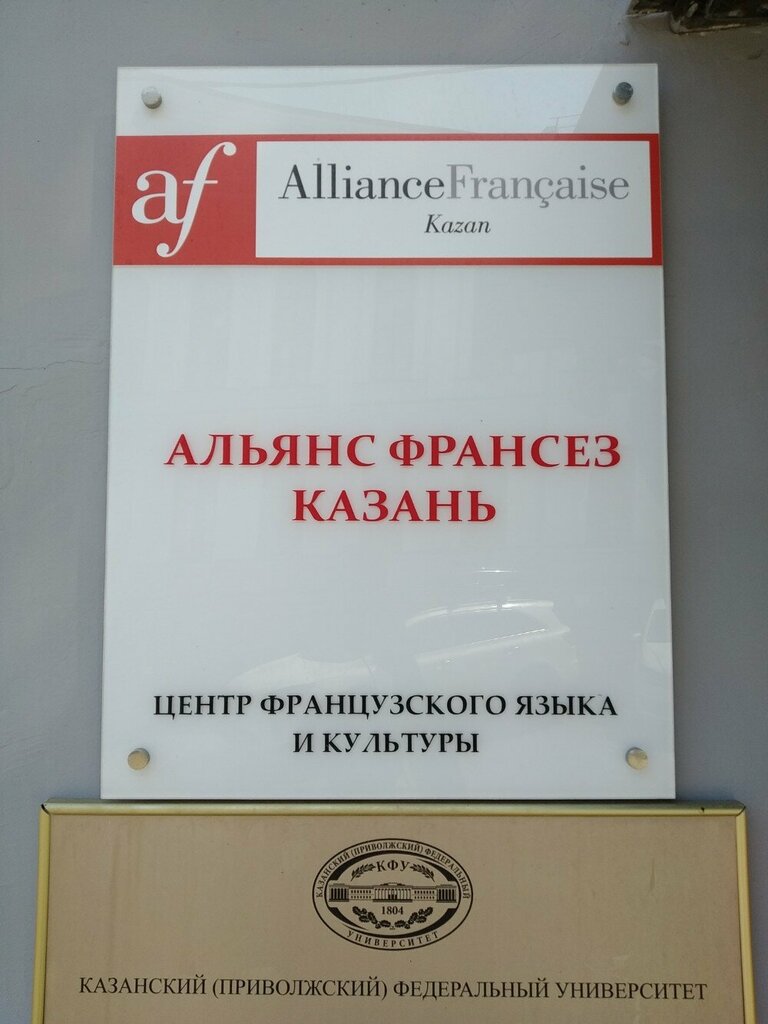 af
AllianceFrançaise
Kazan
АЛЬЯНС ФРАНСЕЗ
КАЗАНЬ
ЦЕНТР ФРАНЦУЗСКОГО ЯЗЫКА
И КУЛЬТУРЫ
КАЗАНСКИЙ (ПРИВОЛЖСКИЙ) ФЕДЕРАЛЬНЫЙ
КФУ
1804
УНИВЕРСИТЕТ
КАЗАНСКИЙ (ПРИВОЛЖСКИЙ) ФЕДЕРАЛЬНЫЙ УНИВЕРСИТЕТ